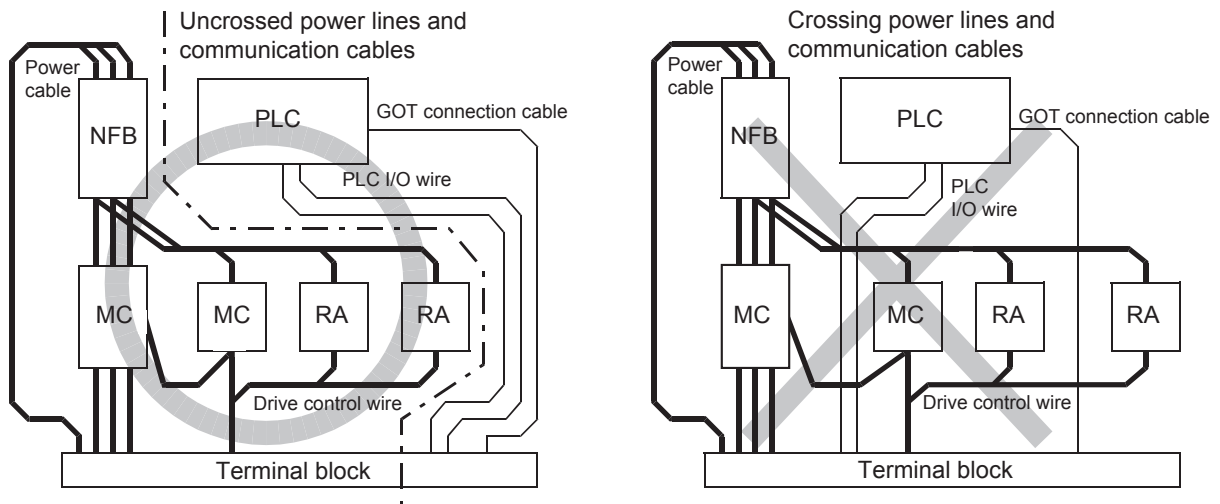 Uncrossed power lines and
communication cables
Power
cable
NFB
PLC
GOT connection cable
PLC I/O wire
MC
MC
RA
RA
Drive control wire
Terminal block
Crossing power lines and
communication cables
Power
cable
NFB
PLC
GOT connection cable
PLC
I/O wire
MC
MC
RA
RA
Drive control wire
Terminal block